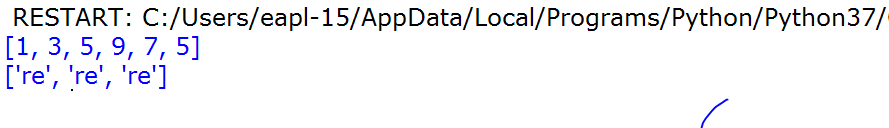 RESTART: C:/Users/eapl-15/AppData/Local/Programs/Python/Python37/
[1, 3, 5, 9, 7, 5]
['re', 're', 're']